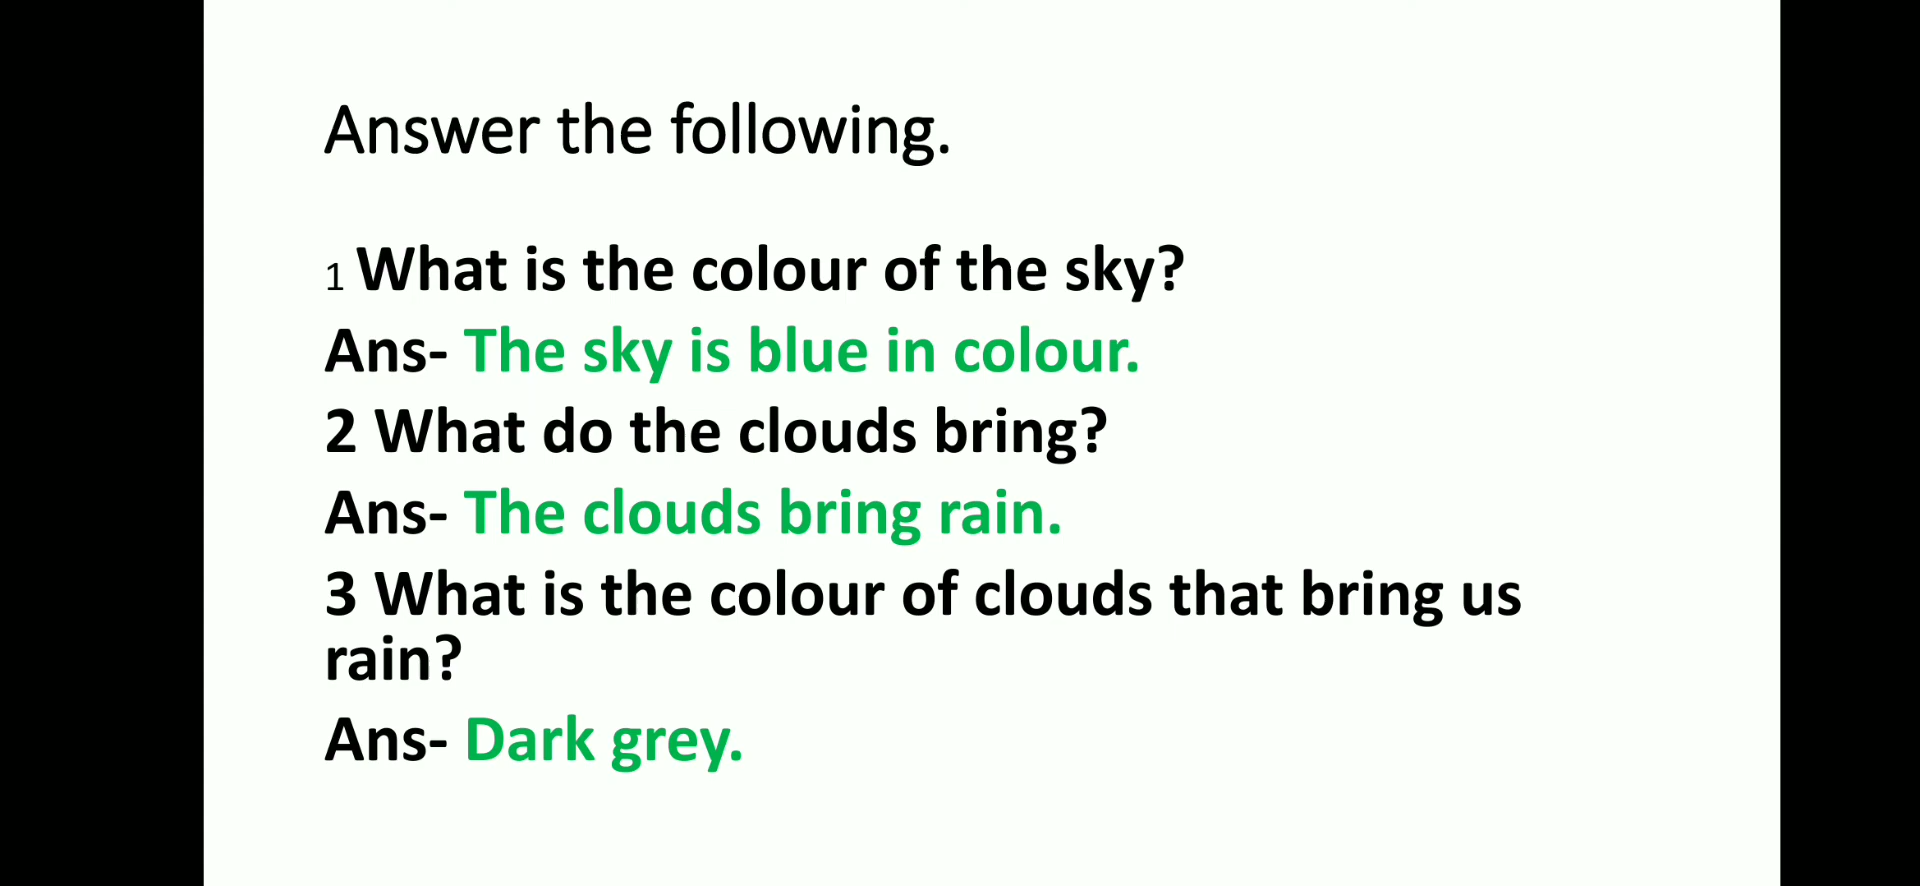 Answer the following.
1 What is the colour of the sky?
Ans- The sky is blue in colour.
2 What do the clouds bring?
Ans- The clouds bring rain.
3 What is the colour of clouds that bring us
rain?
Ans- Dark grey.